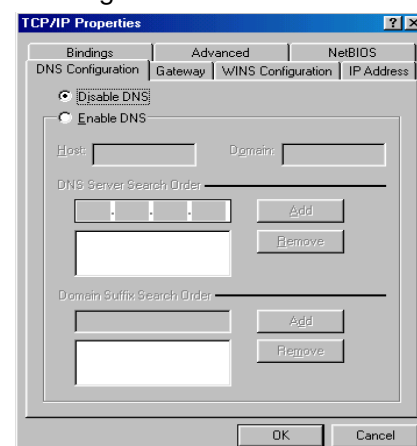 TCP/IP Properties
Bindings Advanced NetBIOS
DNS Configuration Gateway WINS Configuration IP Address
Disable DNS
Enable DNS
Host: Domain:
DNS Server Search Order
. . . Add
Remove
Domain Suffix Search Order
Add
Remove
OK Cancel